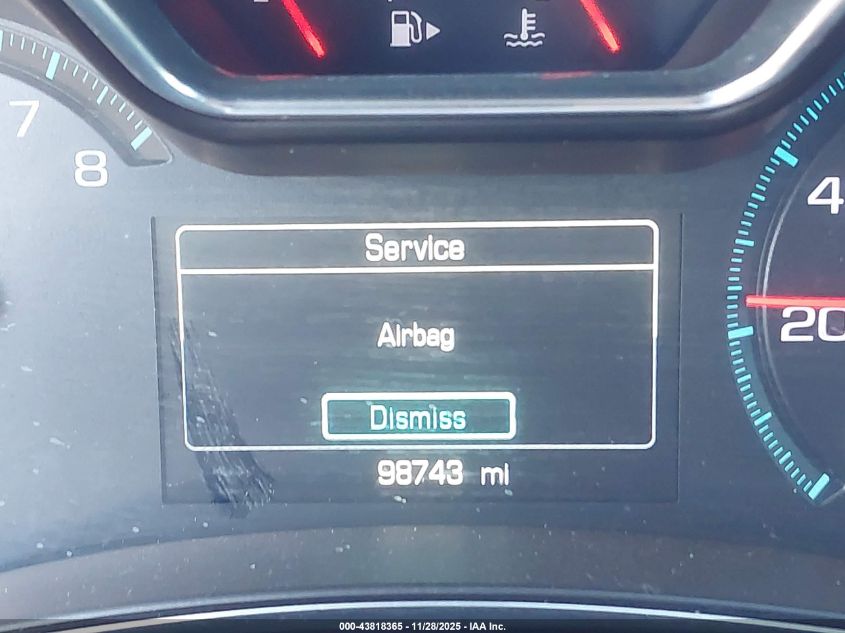 7
8
4
20
Service
Airbag
Dismiss
98743 mi
000-43818365 - 11/28/2025 - IAA Inc.